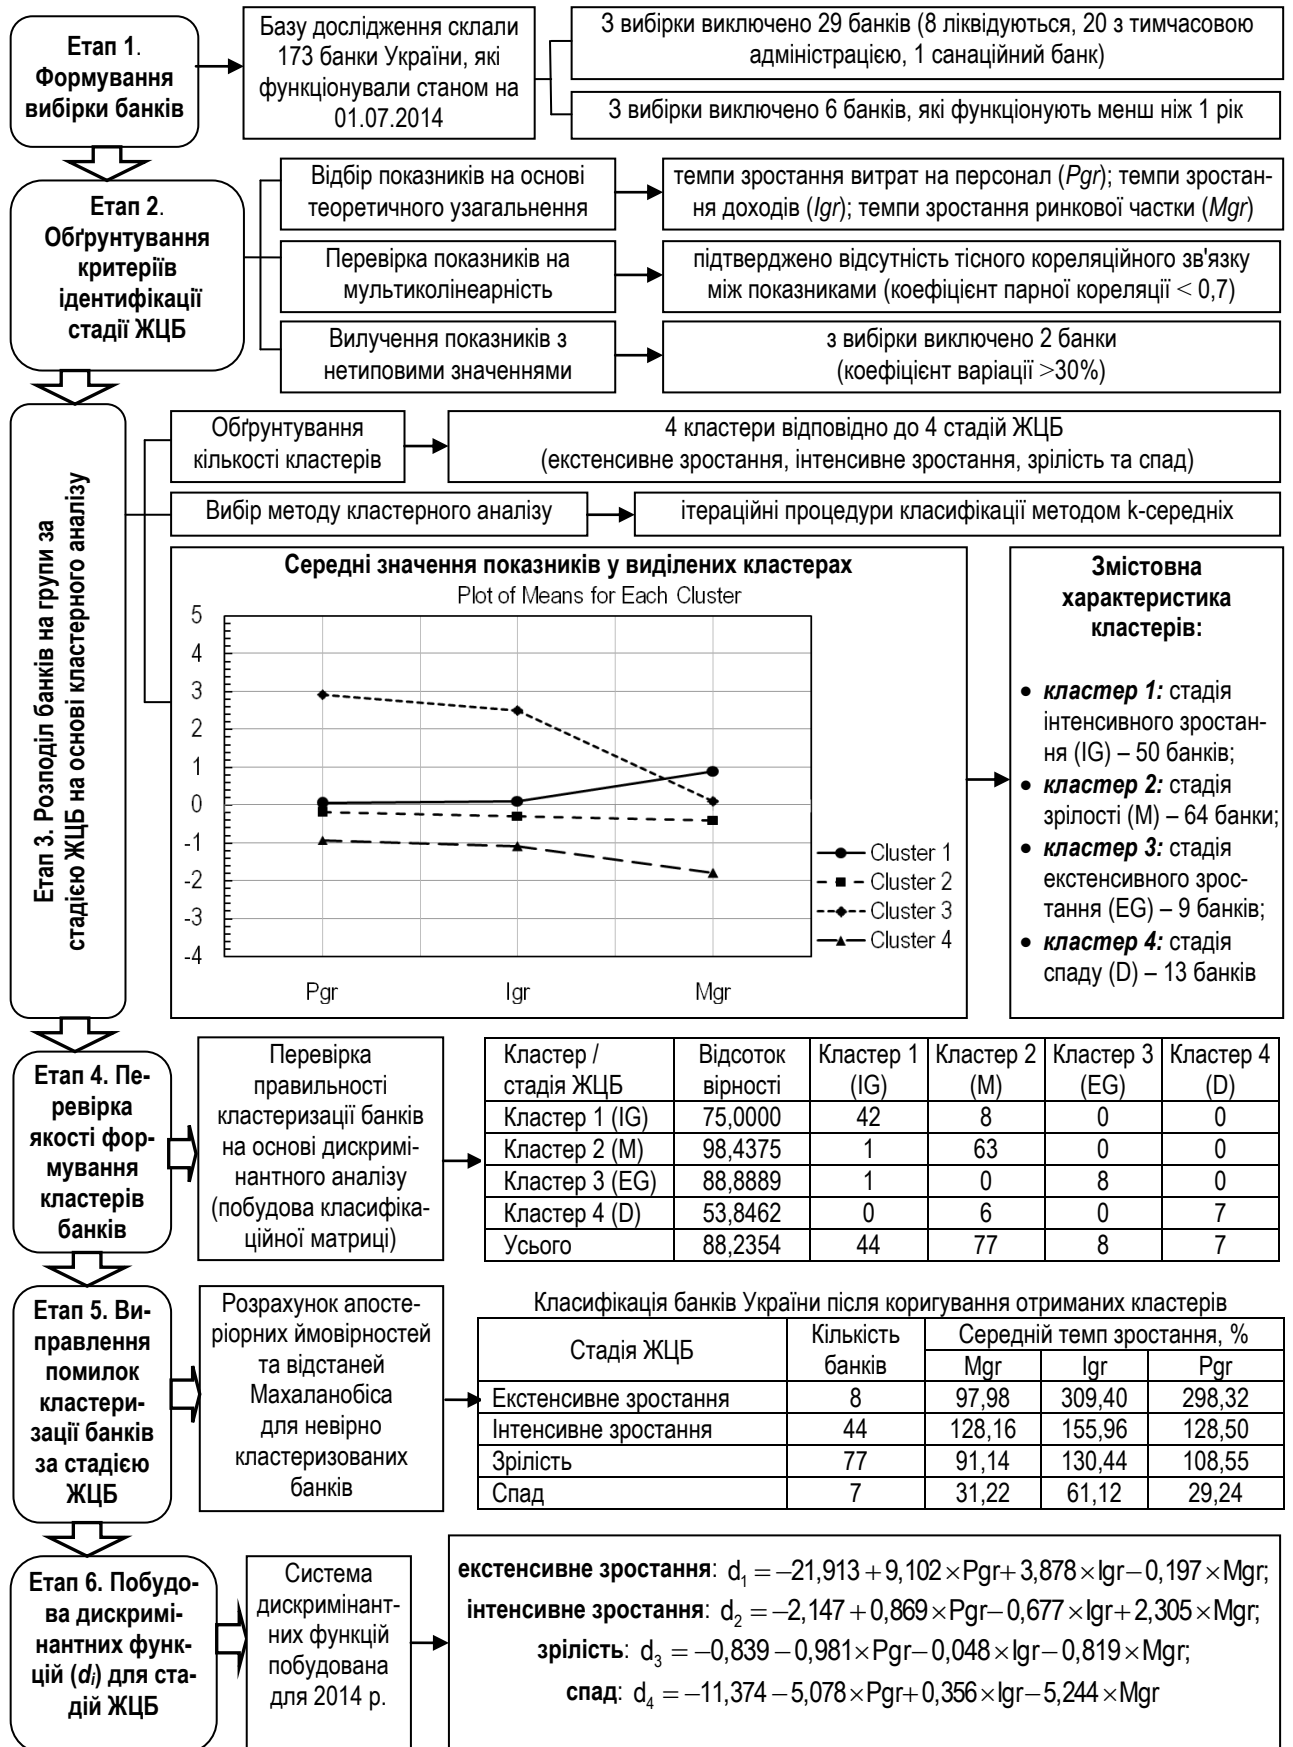 Етап 1.
Формування
вибірки банків
Базу дослідження склали
173 банки України, які
функціонували станом на
01.07.2014
З вибірки виключено 29 банків (8 ліквідуються, 20 з тимчасовою
адміністрацією, 1 санаційний банк)
З вибірки виключено 6 банків, які функціонують менш ніж 1 рік
Етап 2.
Обґрунтування
критеріїв
ідентифікації
стадії ЖЦБ
Відбір показників на основі
теоретичного узагальнення
темпи зростання витрат на персонал (Pgr); темпи зростан-
ня доходів (Igr); темпи зростання ринкової частки (Mgr)
Перевірка показників на
мультиколінеарність
підтверджено відсутність тісного кореляційного зв'язку
між показниками (коефіцієнт парної кореляції < 0,7)
Вилучення показників з
нетиповими значеннями
з вибірки виключено 2 банки
(коефіцієнт варіації >30%)
Етап 3. Розподіл банків на групи за
стадією ЖЦБ на основі кластерного аналізу
Обґрунтування
кількості кластерів
4 кластери відповідно до 4 стадій ЖЦБ
(екстенсивне зростання, інтенсивне зростання, зрілість та спад)
Вибір методу кластерного аналізу
ітераційні процедури класифікації методом k-середніх
Середні значення показників у виділених кластерах
Plot of Means for Each Cluster
5
4
3
2
1
0
-1
-2
-3
-4
Pgr Igr Mgr
Cluster 1
Cluster 2
Cluster 3
Cluster 4
Змістовна
характеристика
кластерів:
• кластер 1: стадія
інтенсивного зростан-
ня (IG) – 50 банків;
• кластер 2: стадія
зрілості (M) – 64 банки;
• кластер 3: стадія
екстенсивного зрос-
тання (EG) – 9 банків;
• кластер 4: стадія
спаду (D) – 13 банків
Етап 4. Пе-
ревірка
якості фор-
мування
кластерів
банків
Перевірка
правильності
кластеризації банків
на основі дискримі-
нантного аналізу
(побудова класифіка-
ційної матриці)
Кластер / Відсоток Кластер 1 Кластер 2 Кластер 3 Кластер 4
стадія ЖЦБ вірності (IG) (M) (EG) (D)
Кластер 1 (IG) 75,0000 42 8 0 0
Кластер 2 (M) 98,4375 1 63 0 0
Кластер 3 (EG) 88,8889 1 0 8 0
Кластер 4 (D) 53,8462 0 6 0 7
Усього 88,2354 44 77 8 7
Етап 5. Ви-
правлення
помилок
кластери-
зації банків
за стадією
ЖЦБ
Розрахунок апосте-
ріорних ймовірностей
та відстаней
Махаланобіса
для невірно
кластеризованих
банків
Класифікація банків України після коригування отриманих кластерів
Стадія ЖЦБ Кількість Середній темп зростання, %
банків Mgr Igr Pgr
Екстенсивне зростання 8 97,98 309,40 298,32
Інтенсивне зростання 44 128,16 155,96 128,50
Зрілість 77 91,14 130,44 108,55
Спад 7 31,22 61,12 29,24
Етап 6. Побудо-
ва дискримі-
нантних функ-
цій (di) для ста-
дій ЖЦБ
Система
дискримінант-
них функцій
побудована
для 2014 р.
екстенсивне зростання: d₁ = −21,913 + 9,102 × Pgr + 3,878 × Igr − 0,197 × Mgr;
інтенсивне зростання: d₂ = −2,147 + 0,869 × Pgr − 0,677 × Igr + 2,305 × Mgr;
зрілість: d₃ = −0,839 − 0,981 × Pgr − 0,048 × Igr − 0,819 × Mgr;
спад: d₄ = −11,374 − 5,078 × Pgr + 0,356 × Igr − 5,244 × Mgr